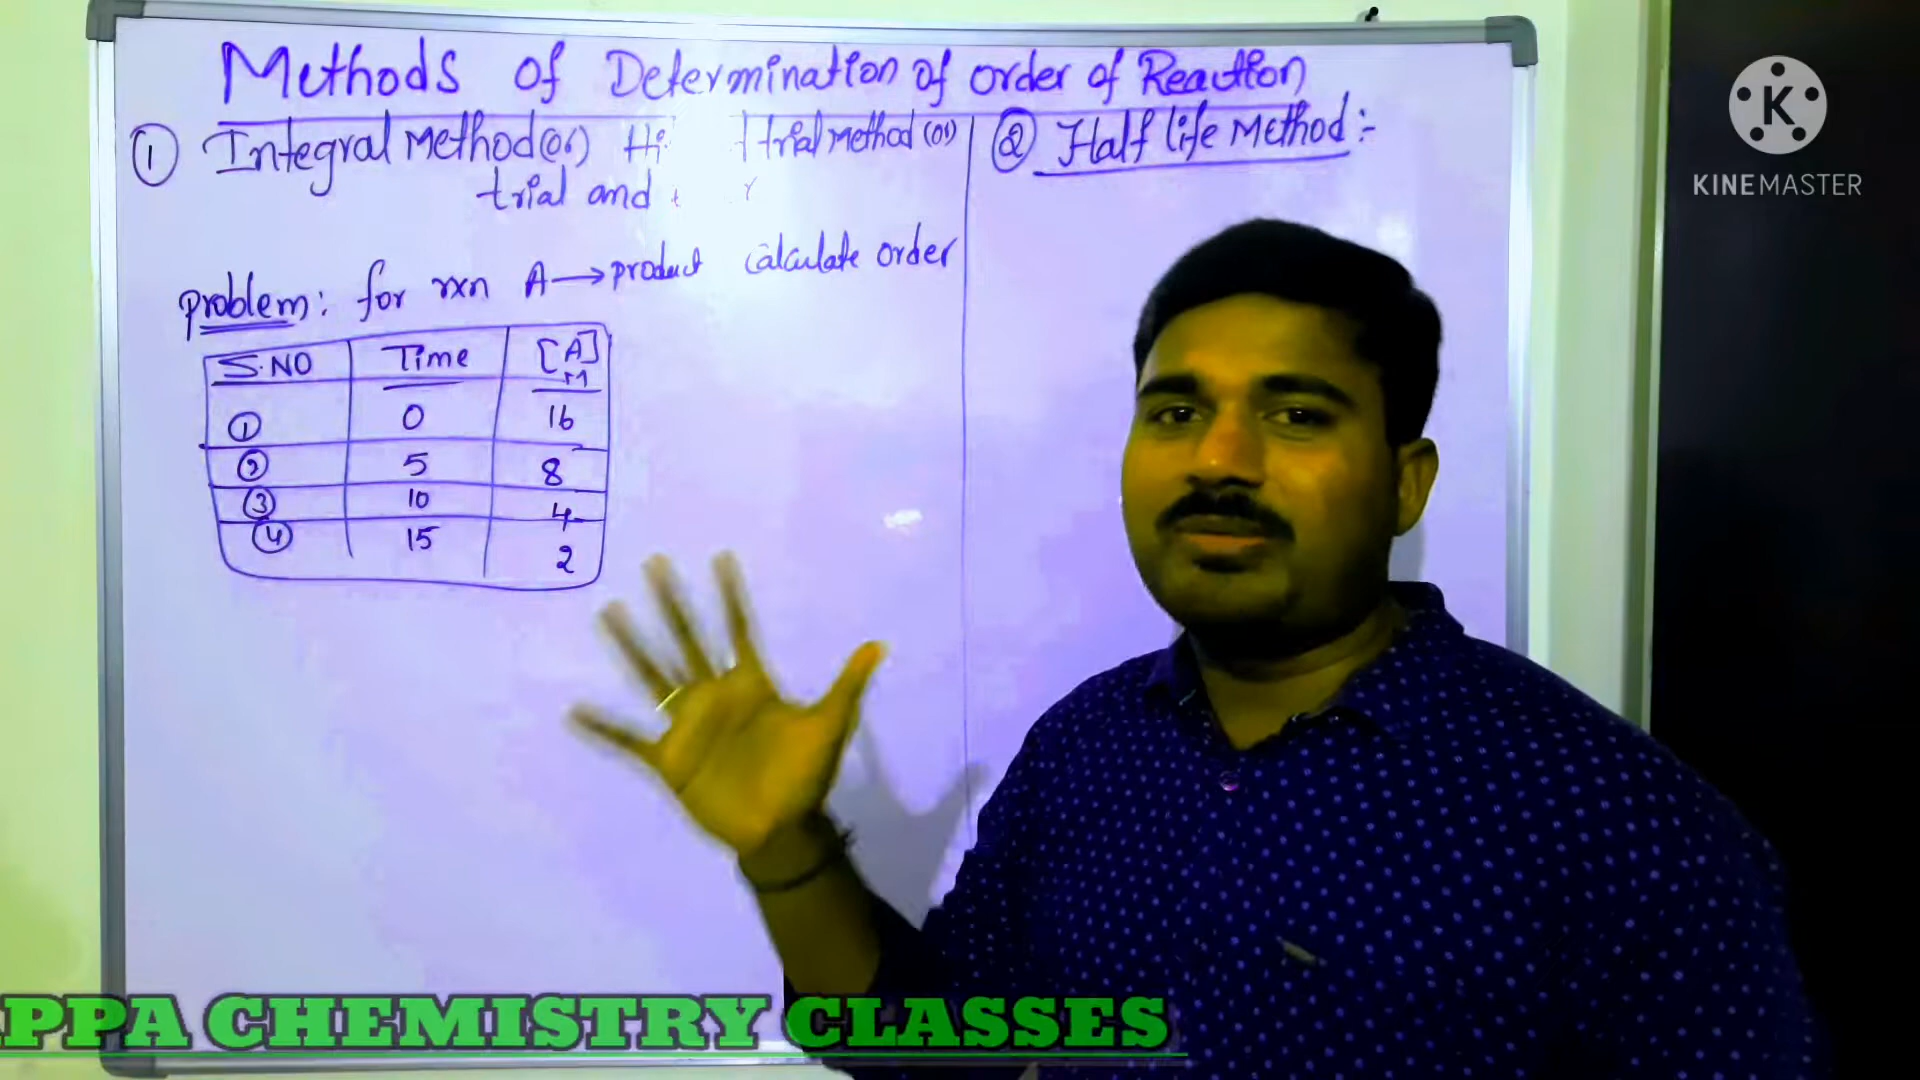 Methods of Determination of order of Reaction
① Integral Method(or) Hi trial method (or)
trial and
② Half life Method :-
problem: for rxn A → product calculate order
S.NO Time [A] M
① 0 16
② 5 8
③ 10 4
④ 15 2
K
KINEMASTER
PPA CHEMISTRY CLASSES